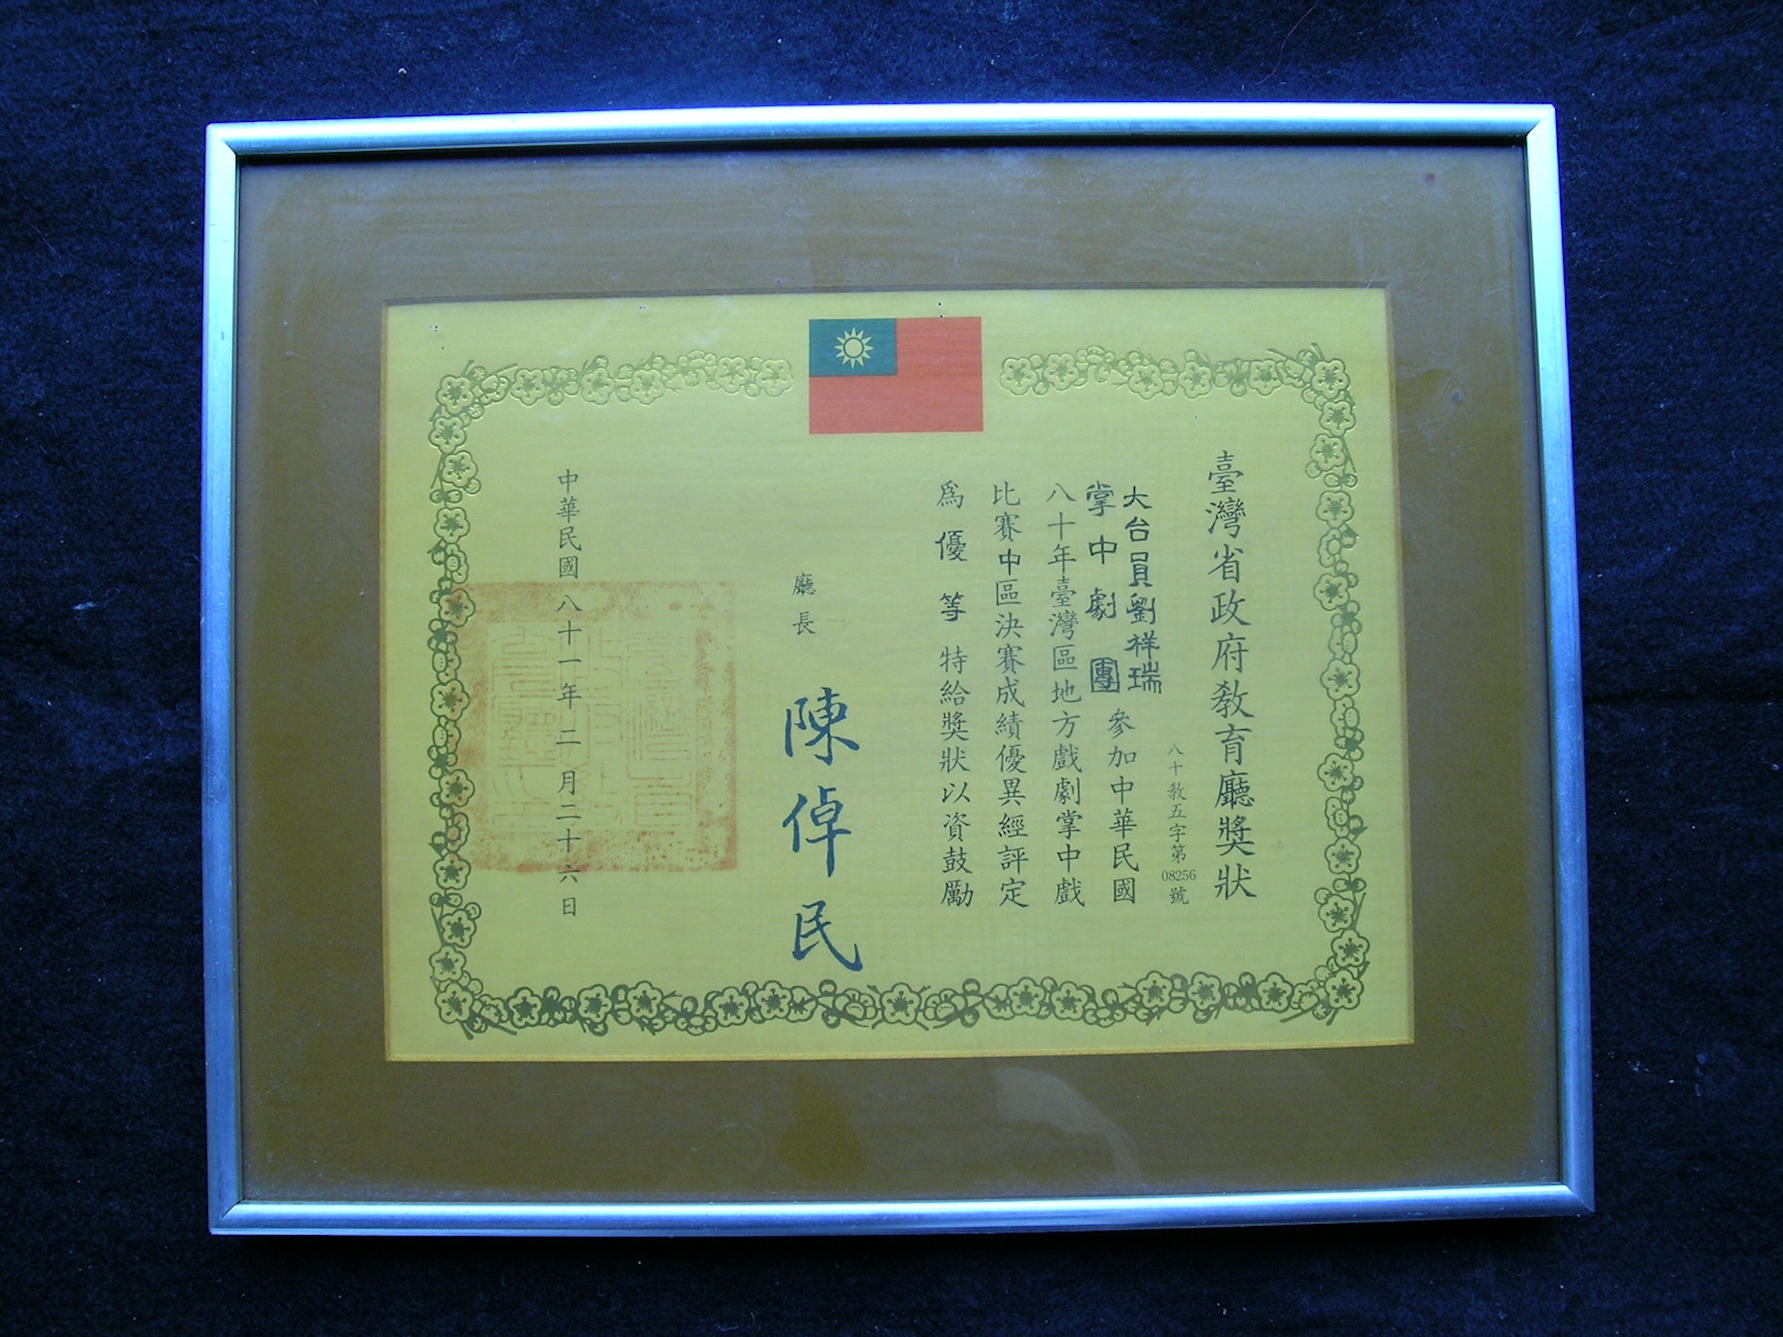 臺灣省政府教育廳獎狀
八十教五字第08256號
大台員劉祥瑞
掌中劇團
參加中華民國
八十年臺灣區地方戲劇掌中戲
比賽中區決賽成績優異經評定
為優等特給獎狀以資鼓勵
廳長
陳倬民
中華民國八十一年二月二十六日